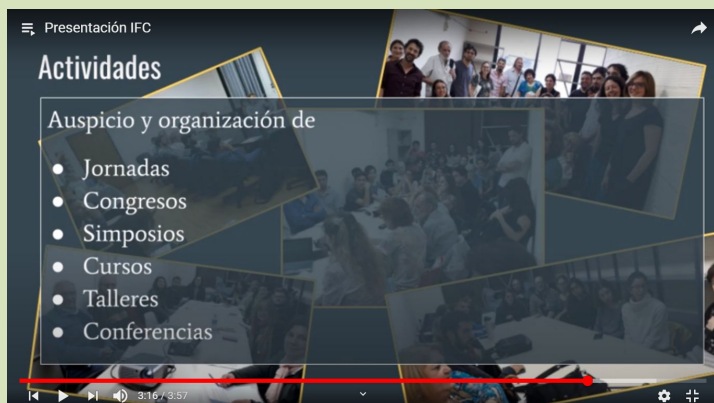 Presentación IFC
Actividades
Auspicio y organización de
● Jornadas
● Congresos
● Simposios
● Cursos
● Talleres
● Conferencias
3:16 / 3:57